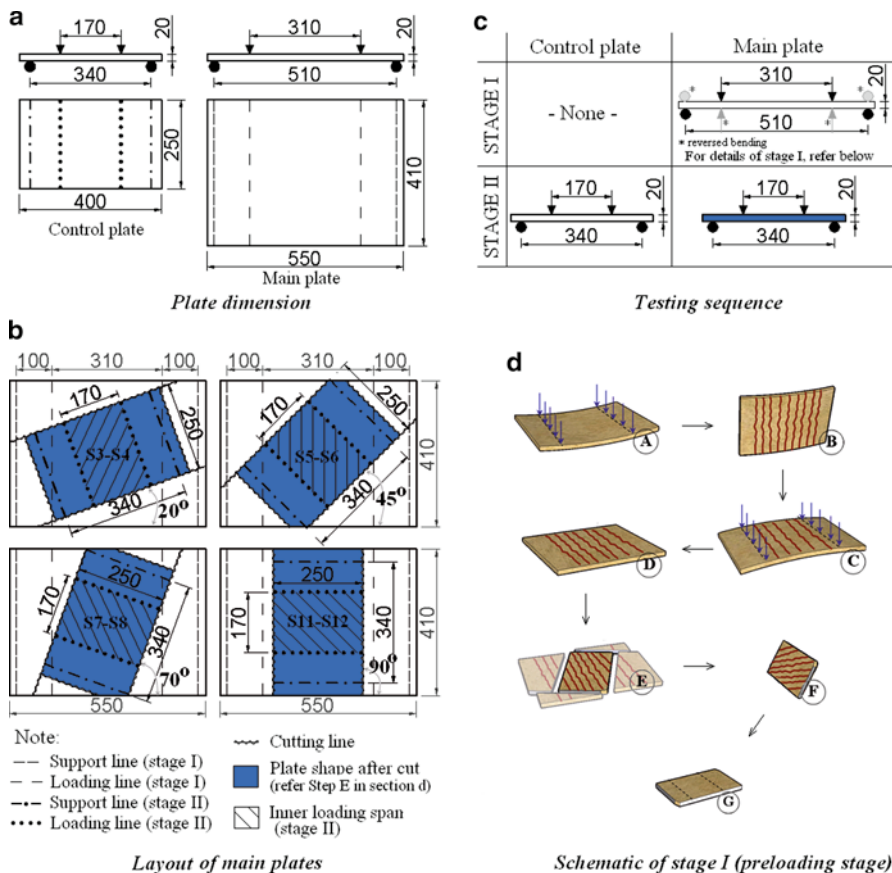 a
170
20
340
250
400
Control plate
310
20
510
410
550
Main plate
Plate dimension
b
100 310 100
170
250
S3-S4
340
20°
100 310 100
170
250
S5-S6
340
45°
410
170
250
S7-S8
340
70°
550
250
170
S11-S12
340
90°
410
550
Note:
Support line (stage I)
Loading line (stage I)
Support line (stage II)
Loading line (stage II)
Cutting line
Plate shape after cut
(refer Step E in section d)
Inner loading span
(stage II)
Layout of main plates
c
Control plate
Main plate
STAGE I
- None -
310
20
*
*
*
*
510
* reversed bending
For details of stage I, refer below
STAGE II
170
20
340
170
20
340
Testing sequence
d
A
B
C
D
E
F
G
Schematic of stage I (preloading stage)